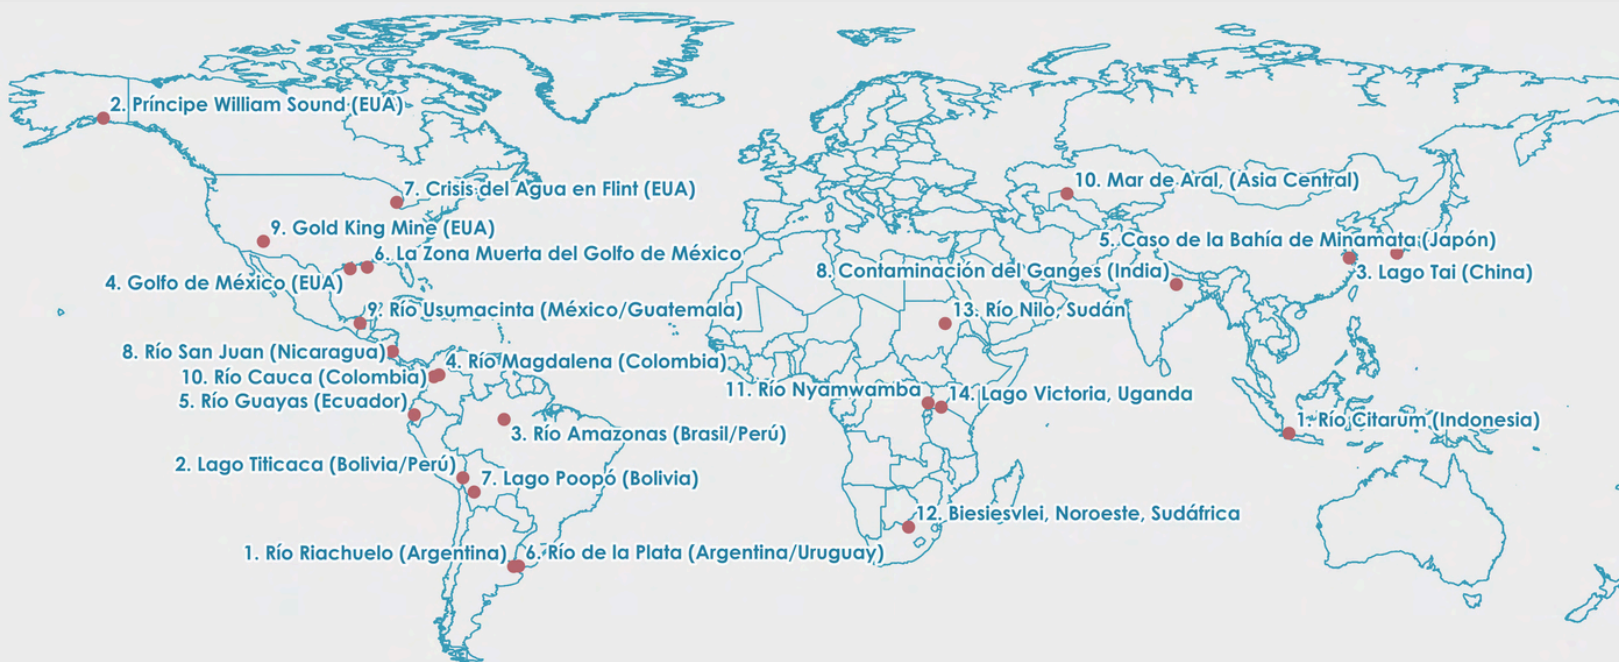 2. Príncipe William Sound (EUA)
7. Crisis del Agua en Flint (EUA)
10. Mar de Aral, (Asia Central)
9. Gold King Mine (EUA)
5. Caso de la Bahía de Minamata (Japón)
6. La Zona Muerta del Golfo de México
8. Contaminación del Ganges (India)
3. Lago Tai (China)
4. Golfo de México (EUA)
9. Río Usumacinta (México/Guatemala)
13. Río Nilo, Sudán
8. Río San Juan (Nicaragua)
4. Río Magdalena (Colombia)
10. Río Cauca (Colombia)
11. Río Nyamwamba
14. Lago Victoria, Uganda
5. Río Guayas (Ecuador)
1. Río Citarum (Indonesia)
3. Río Amazonas (Brasil/Perú)
2. Lago Titicaca (Bolivia/Perú)
7. Lago Poopó (Bolivia)
12. Biesiesvlei, Noroeste, Sudáfrica
1. Río Riachuelo (Argentina)
6. Río de la Plata (Argentina/Uruguay)